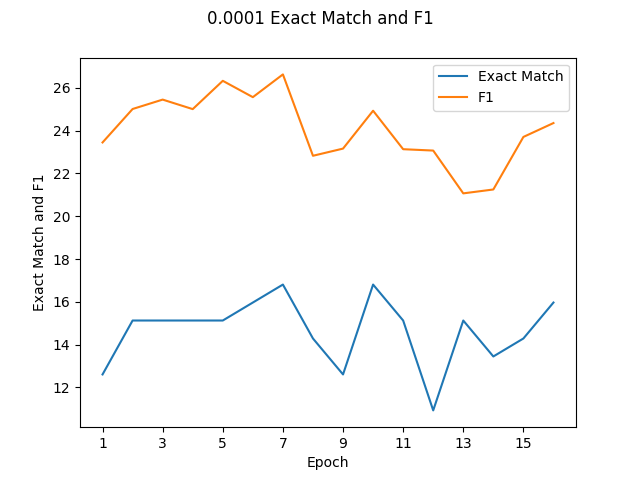 0.0001 Exact Match and F1
Exact Match
F1
26
24
22
20
18
16
14
12
Exact Match and F1
1 3 5 7 9 11 13 15
Epoch